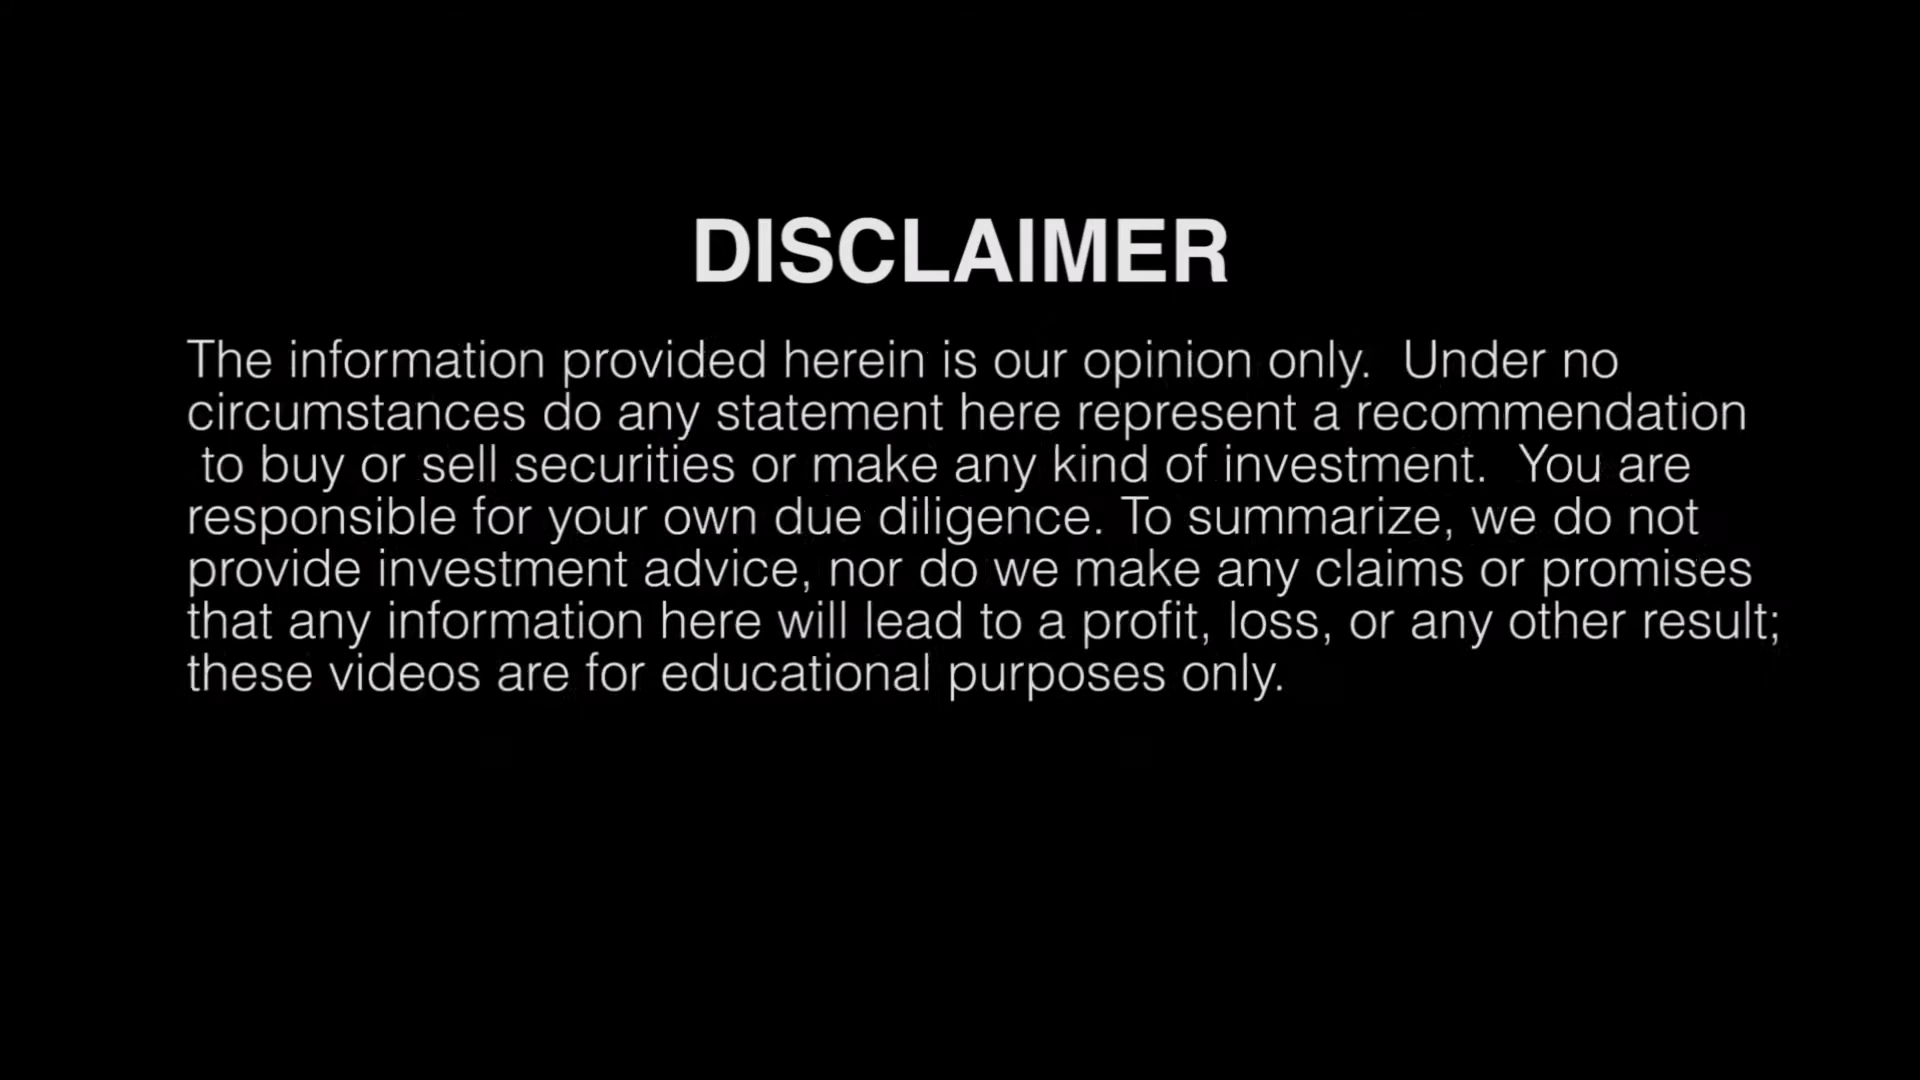 DISCLAIMER
The information provided herein is our opinion only.  Under no
circumstances do any statement here represent a recommendation
to buy or sell securities or make any kind of investment.  You are
responsible for your own due diligence. To summarize, we do not
provide investment advice, nor do we make any claims or promises
that any information here will lead to a profit, loss, or any other result;
these videos are for educational purposes only.